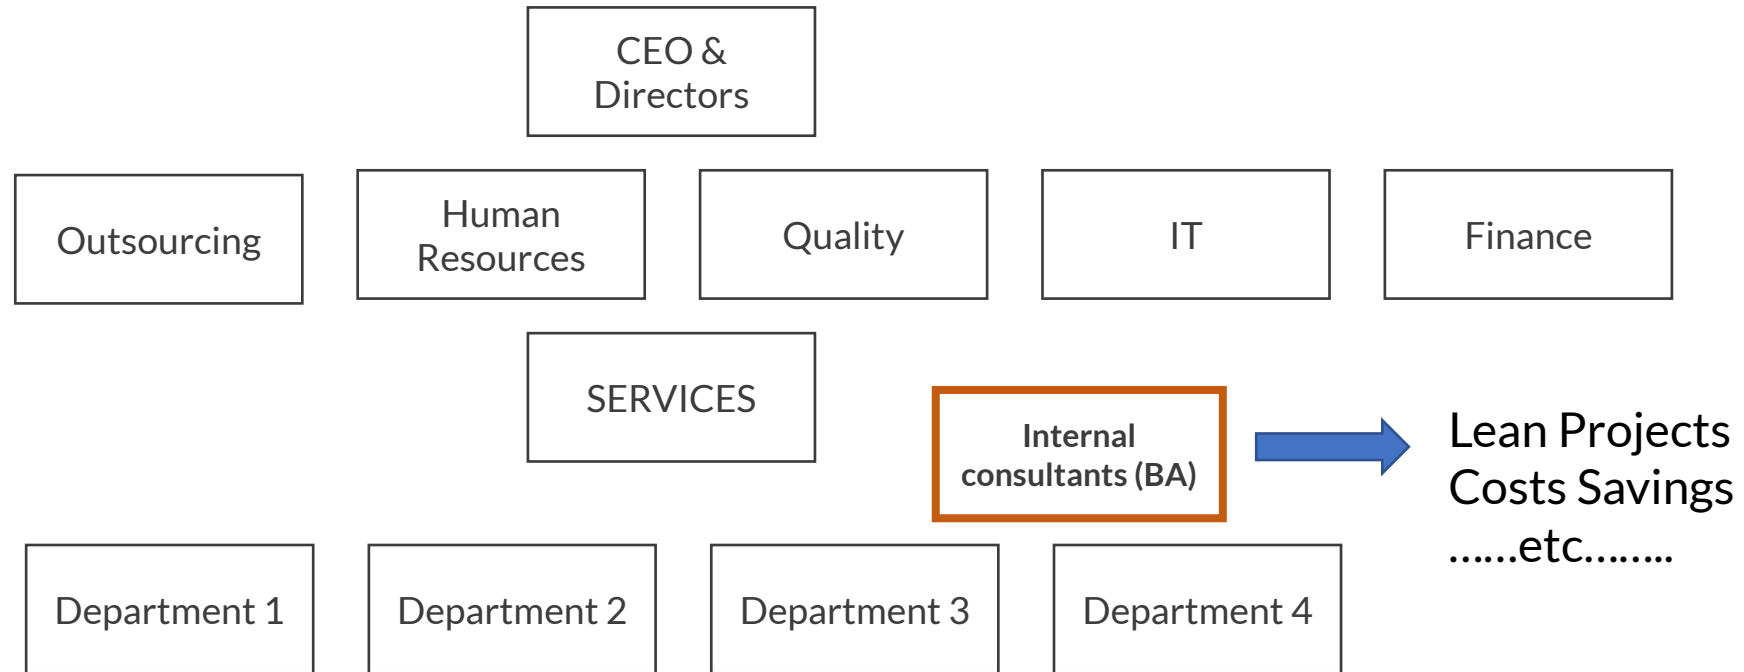 CEO &
Directors
Outsourcing
Human
Resources
Quality
IT
Finance
SERVICES
Internal
consultants (BA)
Lean Projects
Costs Savings
……etc……..
Department 1
Department 2
Department 3
Department 4